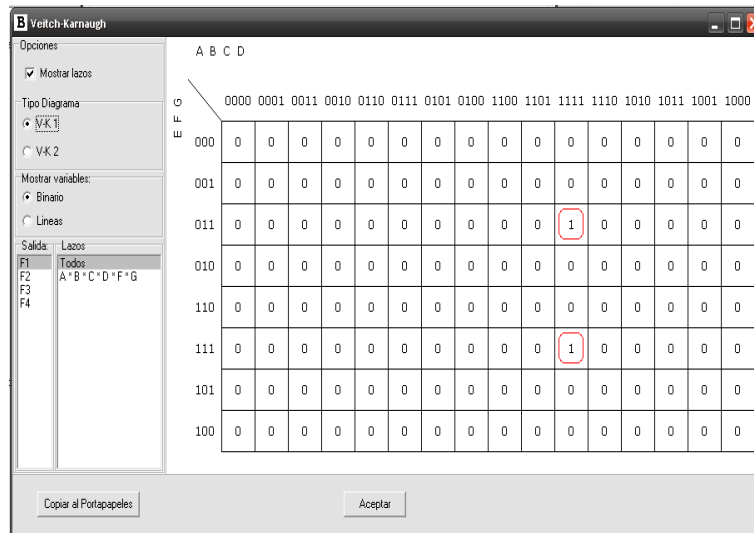 B Veitch-Karnaugh
Opciones
Mostrar lazos
Tipo Diagrama
V-K 1
V-K 2
Mostrar variables:
Binario
Lineas
Salida:
F1
F2
F3
F4
Lazos
Todos
A*B*C*D*F*G
A B C D
E F G
0000 0001 0011 0010 0110 0111 0101 0100 1100 1101 1111 1110 1010 1011 1001 1000
000 0 0 0 0 0 0 0 0 0 0 0 0 0 0 0 0
001 0 0 0 0 0 0 0 0 0 0 0 0 0 0 0 0
011 0 0 0 0 0 0 0 0 0 0 1 0 0 0 0 0
010 0 0 0 0 0 0 0 0 0 0 0 0 0 0 0 0
110 0 0 0 0 0 0 0 0 0 0 0 0 0 0 0 0
111 0 0 0 0 0 0 0 0 0 0 1 0 0 0 0 0
101 0 0 0 0 0 0 0 0 0 0 0 0 0 0 0 0
100 0 0 0 0 0 0 0 0 0 0 0 0 0 0 0 0
Copiar al Portapapeles
Aceptar